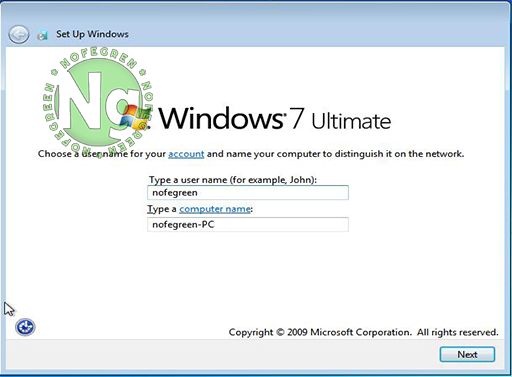 Set Up Windows
NOFEGREN * NOFEGREEN * NOFEGREEN *
Ng
Windows 7 Ultimate
Choose a user name for your account and name your computer to distinguish it on the network.
Type a user name (for example, John):
nofegreen
Type a computer name:
nofegreen-PC
Copyright © 2009 Microsoft Corporation. All rights reserved.
Next